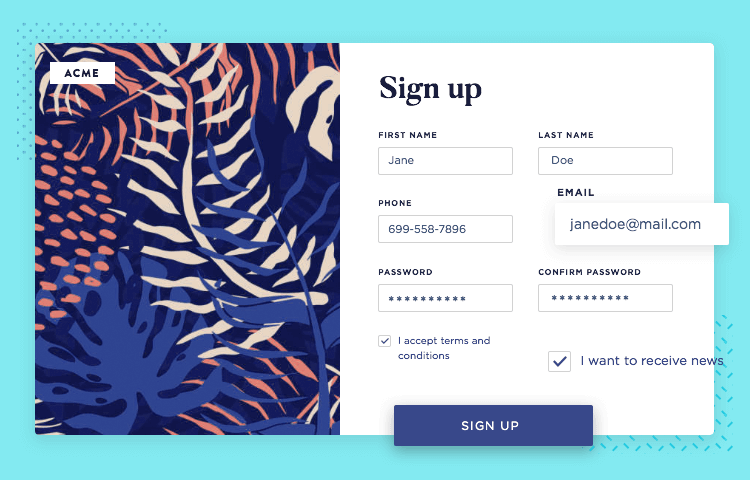 ACME
Sign up
FIRST NAME
LAST NAME
Jane
Doe
PHONE
EMAIL
699-558-7896
janedoe@mail.com
PASSWORD
CONFIRM PASSWORD
**********
**********
I accept terms and
conditions
I want to receive news
SIGN UP